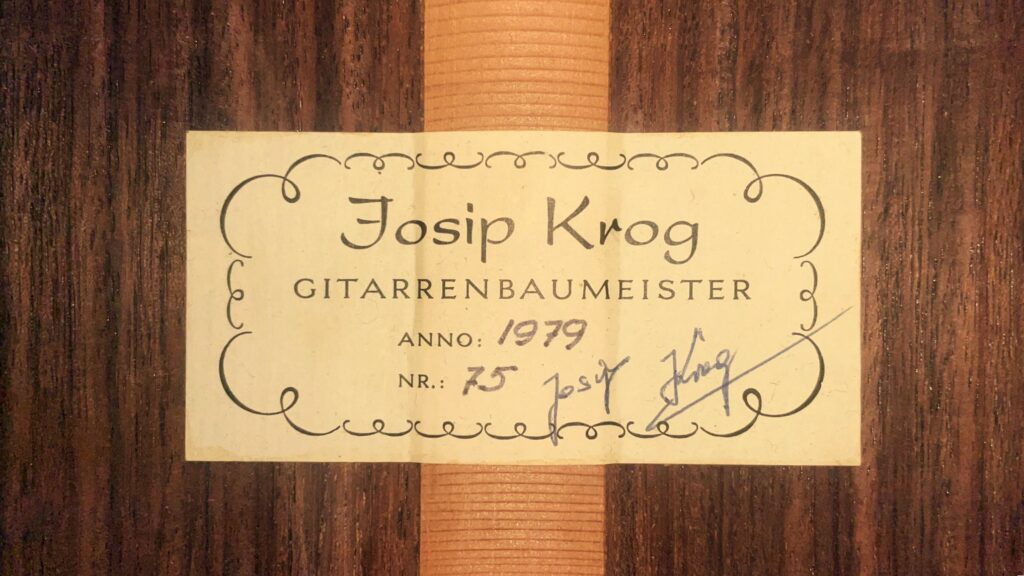 Josip Krog
GITARRENBAUMEISTER
ANNO: 1979
NR.: 75 Josip Krog